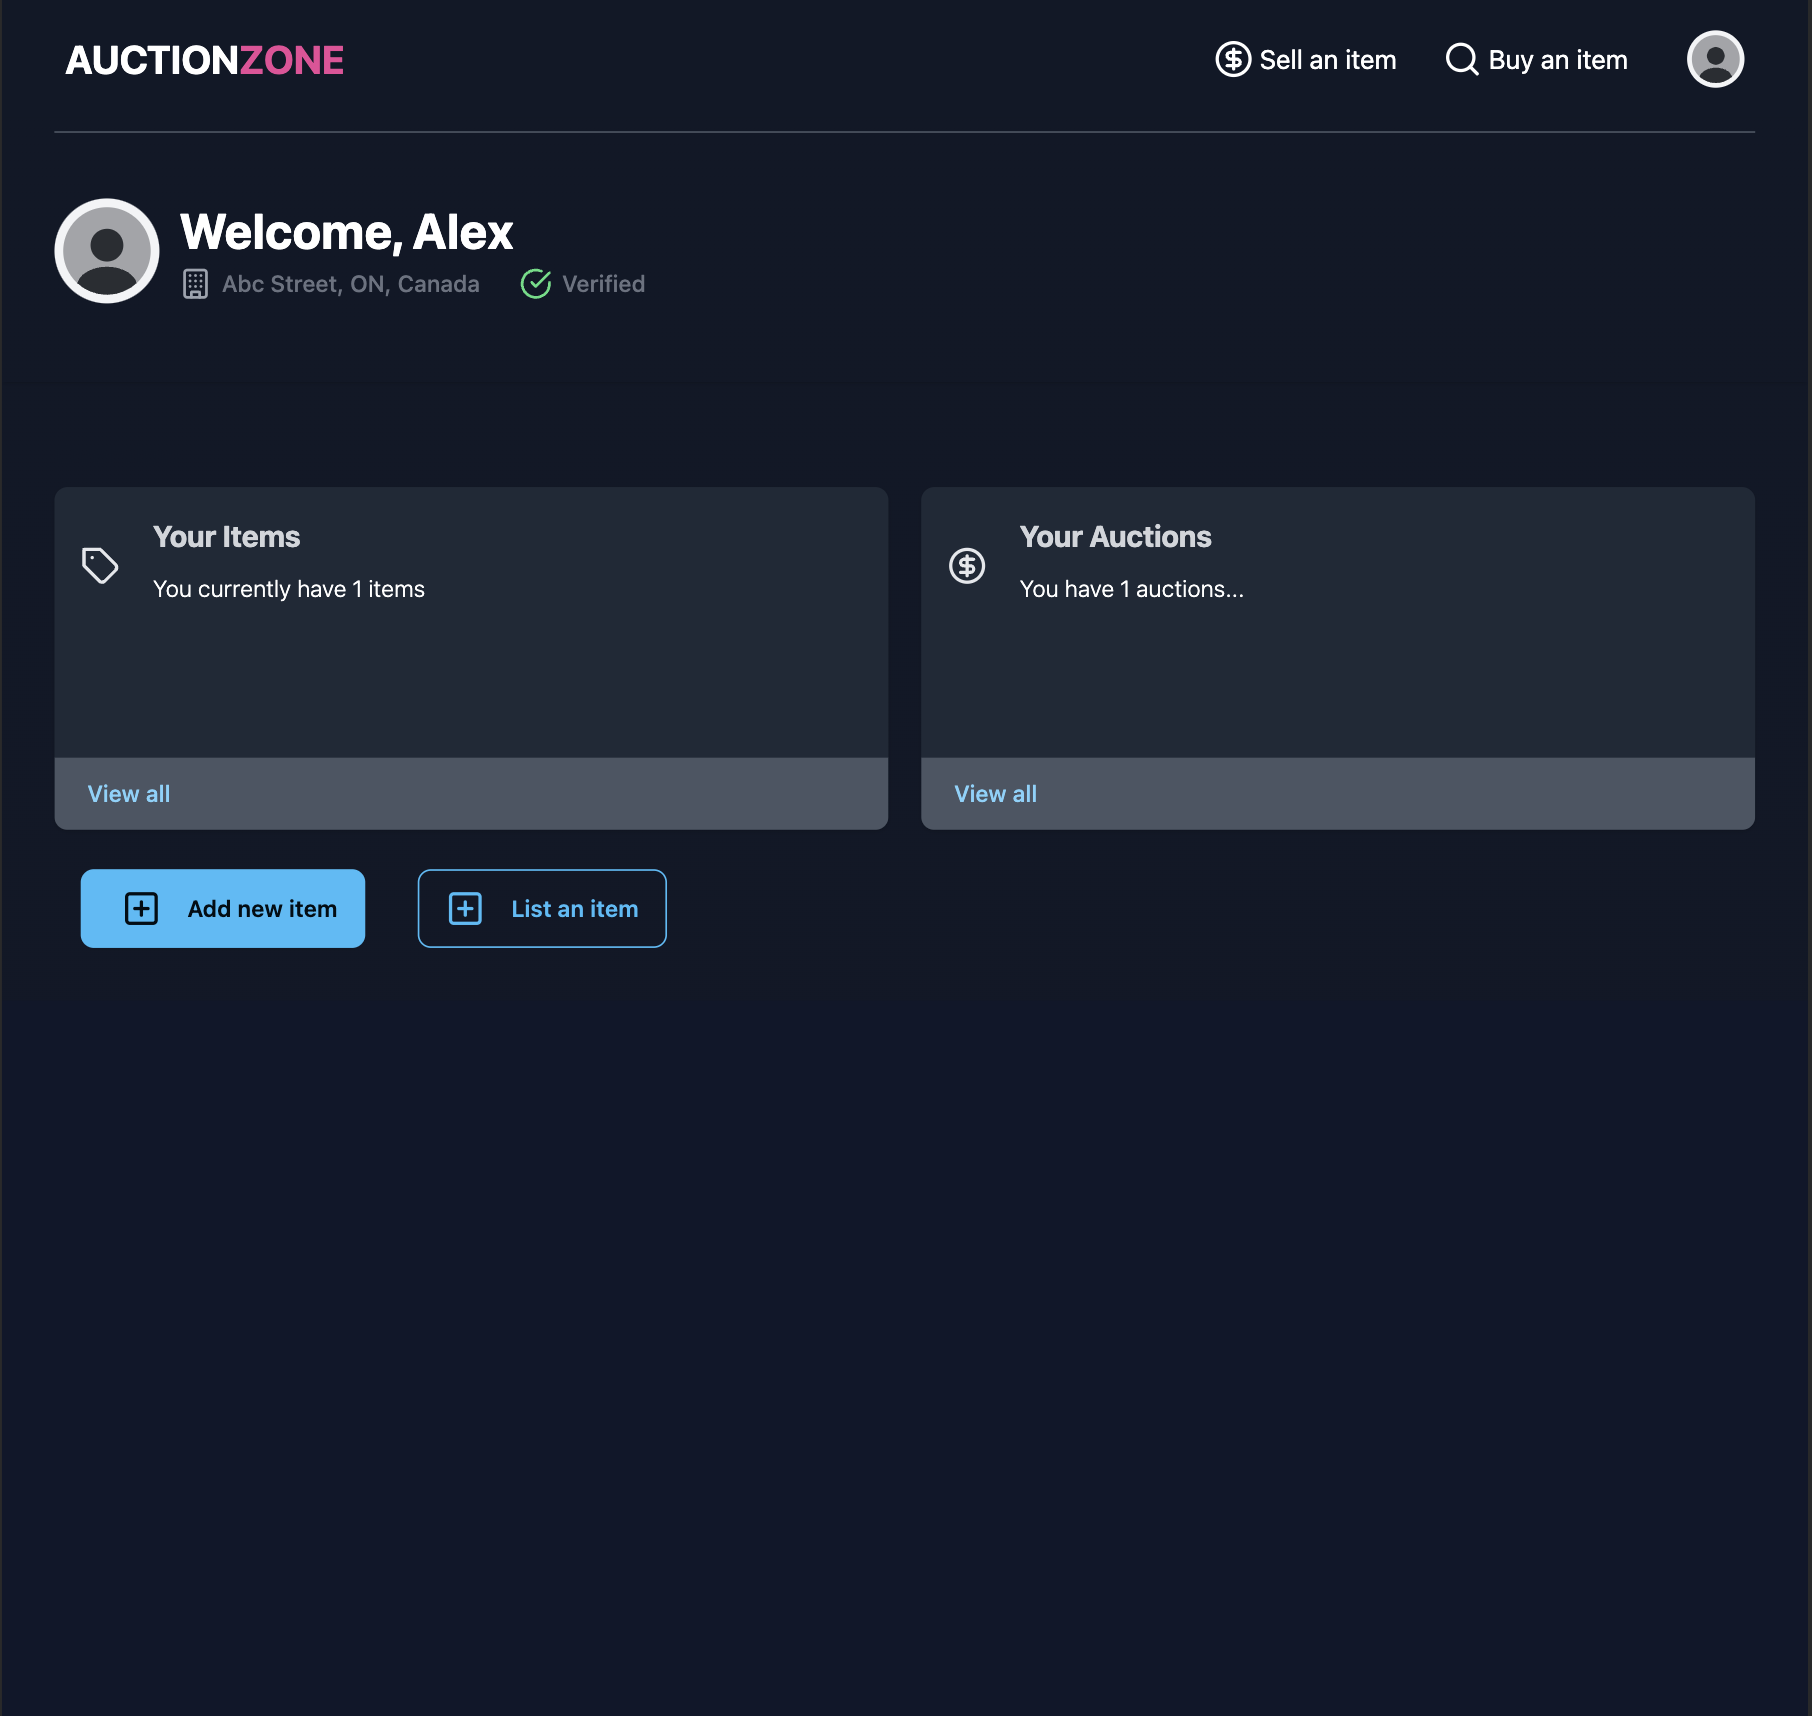 AUCTIONZONE
Sell an item
Buy an item
Welcome, Alex
Abc Street, ON, Canada
Verified
Your Items
You currently have 1 items
View all
Your Auctions
You have 1 auctions...
View all
Add new item
List an item